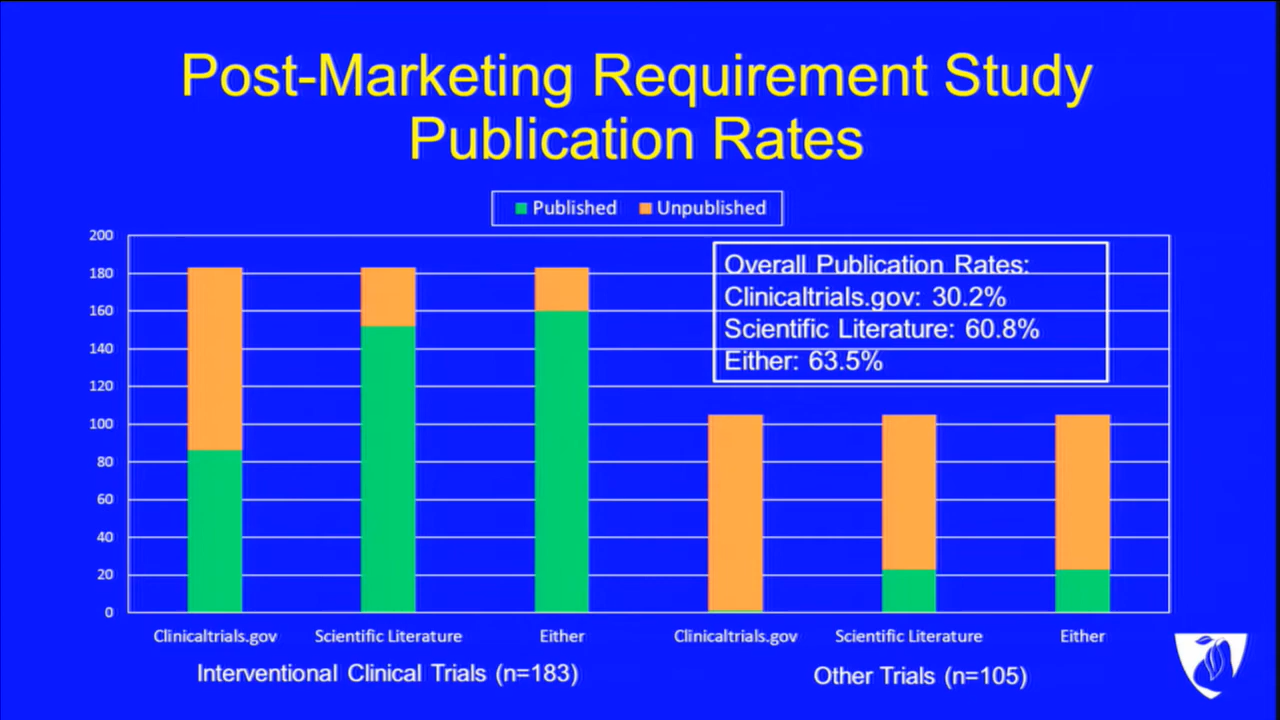 Post-Marketing Requirement Study
Publication Rates
Published Unpublished
200
180
160
140
120
100
80
60
40
20
0
Overall Publication Rates:
Clinicaltrials.gov: 30.2%
Scientific Literature: 60.8%
Either: 63.5%
Clinicaltrials.gov Scientific Literature Either Clinicaltrials.gov Scientific Literature Either
Interventional Clinical Trials (n=183) Other Trials (n=105)